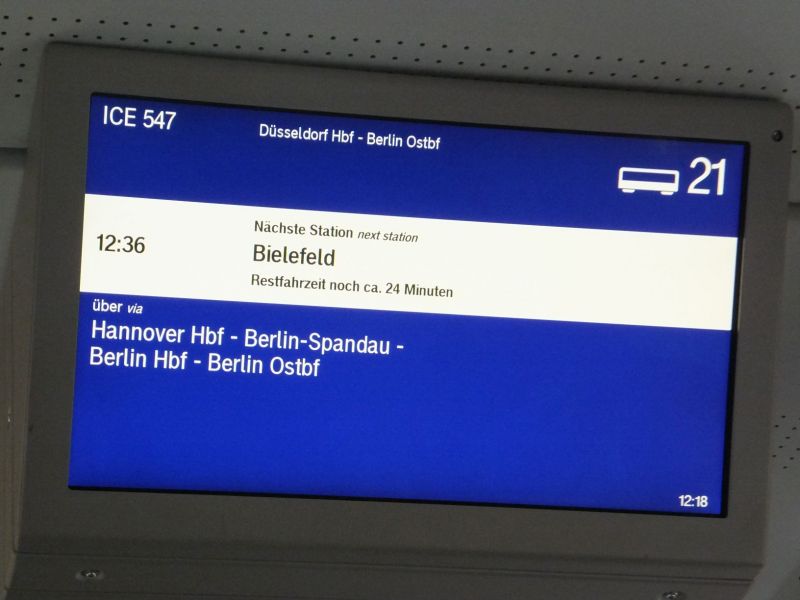 ICE 547
Düsseldorf Hbf - Berlin Ostbf
21
12:36
Nächste Station next station
Bielefeld
Restfahrzeit noch ca. 24 Minuten
über via
Hannover Hbf - Berlin-Spandau -
Berlin Hbf - Berlin Ostbf
12:18